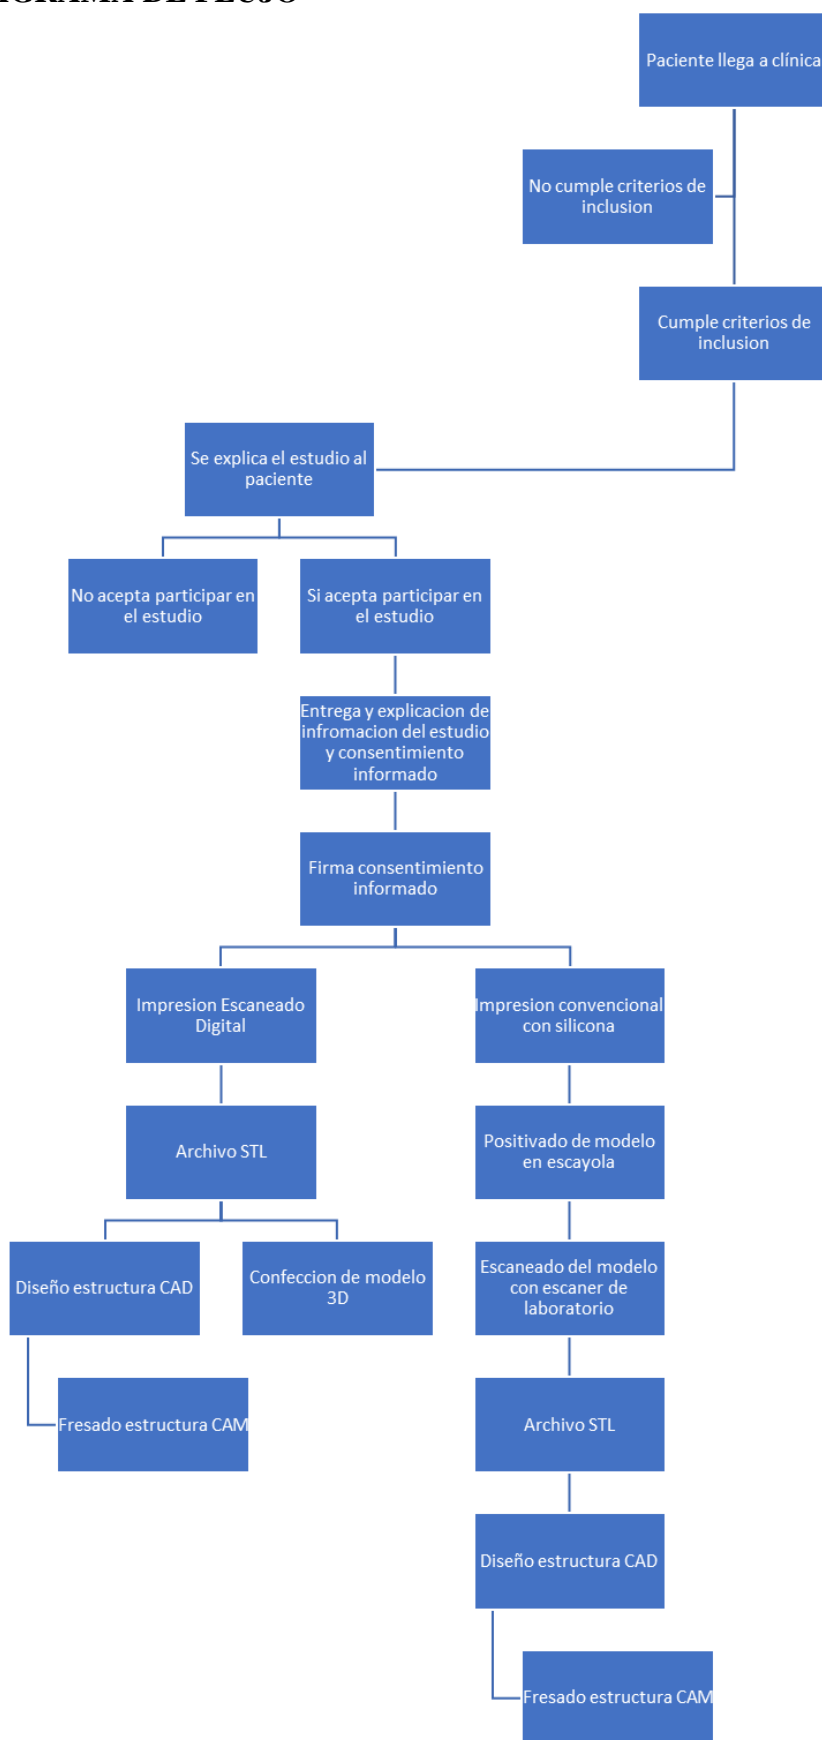 AGRAMA DE FLUJO
Paciente llega a clínica
No cumple criterios de
inclusion
Cumple criterios de
inclusion
Se explica el estudio al
paciente
No acepta participar en
el estudio
Si acepta participar en
el estudio
Entrega y explicacion de
infromacion del estudio
y consentimiento
informado
Firma consentimiento
informado
Impresion Escaneado
Digital
Impresion convencional
con silicona
Archivo STL
Positivado de modelo
en escayola
Diseño estructura CAD
Confeccion de modelo
3D
Escaneado del modelo
con escaner de
laboratorio
Fresado estructura CAM
Archivo STL
Diseño estructura CAD
Fresado estructura CAM